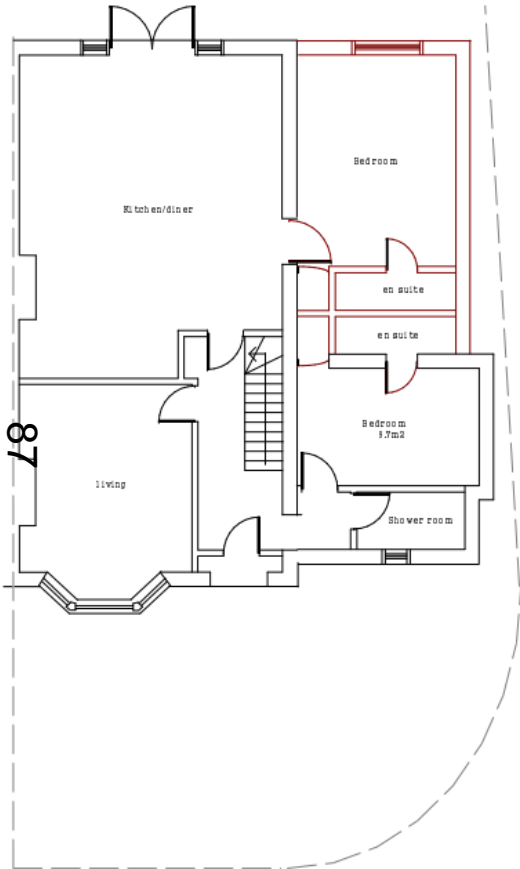 Bedroom
Kitchen/diner
en suite
en suite
Bedroom
9.7m2
87
living
Shower room